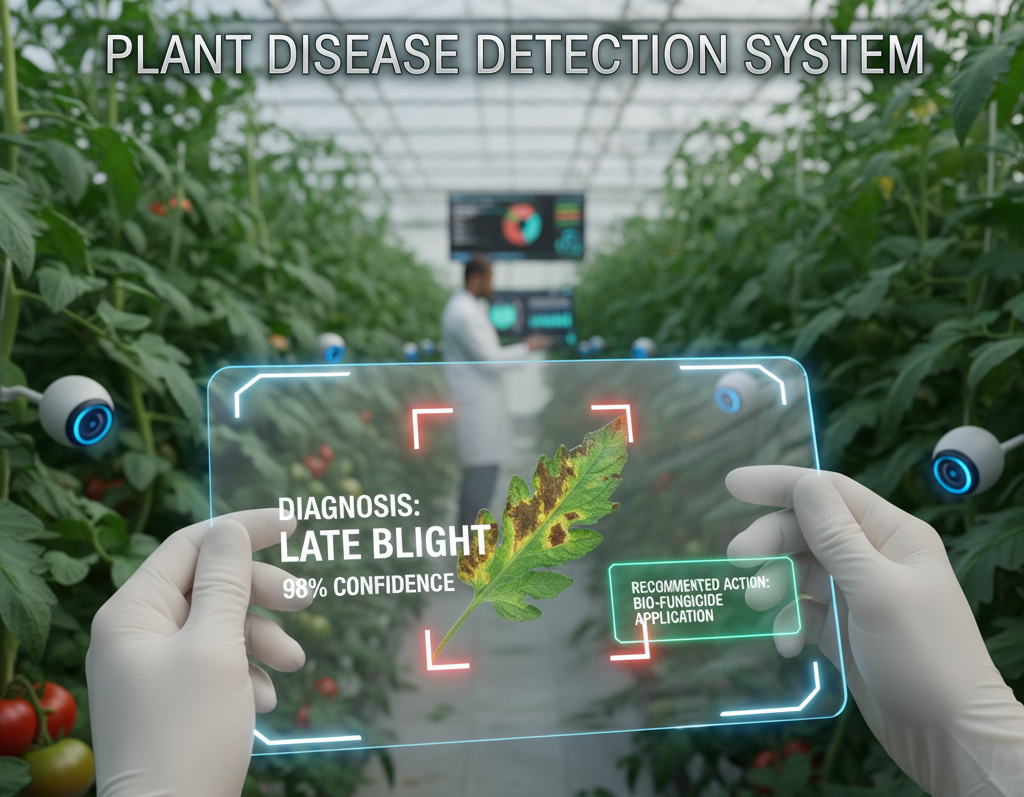 PLANT DISEASE DETECTION SYSTEM
DIAGNOSIS:
LATE BLIGHT
98% CONFIDENCE
RECOMMENTED ACTION:
BIO-FUNGICIDE
APPLICATION